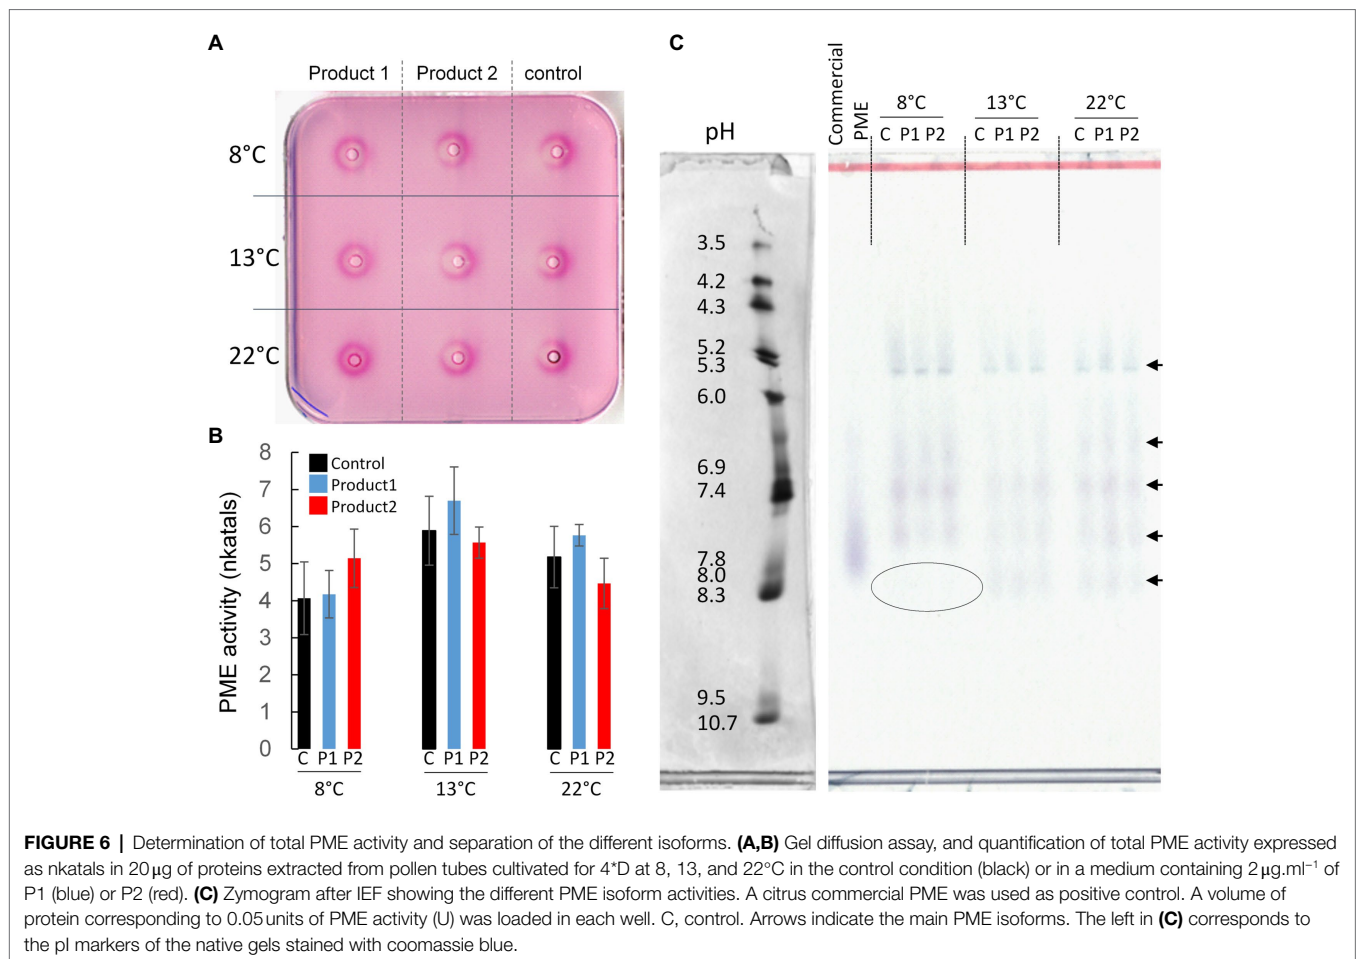 A
Product 1 Product 2 control
8°C
13°C
22°C
B
PME activity (nkatals)
8
7
6
5
4
3
2
1
0
Control
Product1
Product2
C P1 P2 C P1 P2 C P1 P2
8°C 13°C 22°C
C
pH
3.5
4.2
4.3
5.2
5.3
6.0
6.9
7.4
7.8
8.0
8.3
9.5
10.7
Commercial
PME
8°C 13°C 22°C
C P1 P2 C P1 P2 C P1 P2
FIGURE 6 | Determination of total PME activity and separation of the different isoforms. (A,B) Gel diffusion assay, and quantification of total PME activity expressed
as nkatals in 20 μg of proteins extracted from pollen tubes cultivated for 4*D at 8, 13, and 22°C in the control condition (black) or in a medium containing 2 μg.ml⁻¹ of
P1 (blue) or P2 (red). (C) Zymogram after IEF showing the different PME isoform activities. A citrus commercial PME was used as positive control. A volume of
protein corresponding to 0.05 units of PME activity (U) was loaded in each well. C, control. Arrows indicate the main PME isoforms. The left in (C) corresponds to
the pI markers of the native gels stained with coomassie blue.